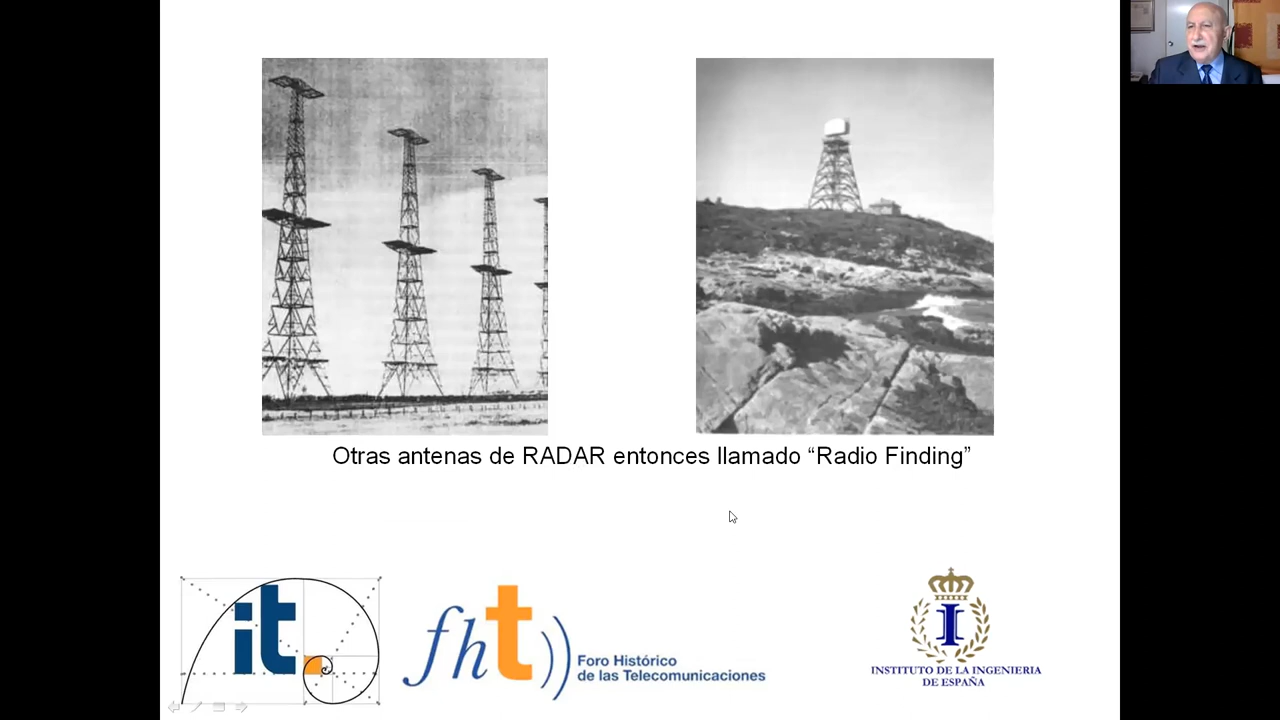 Otras antenas de RADAR entonces llamado “Radio Finding”
it
fht
Foro Histórico
de las Telecomunicaciones
I
INSTITUTO DE LA INGENIERIA
DE ESPAÑA